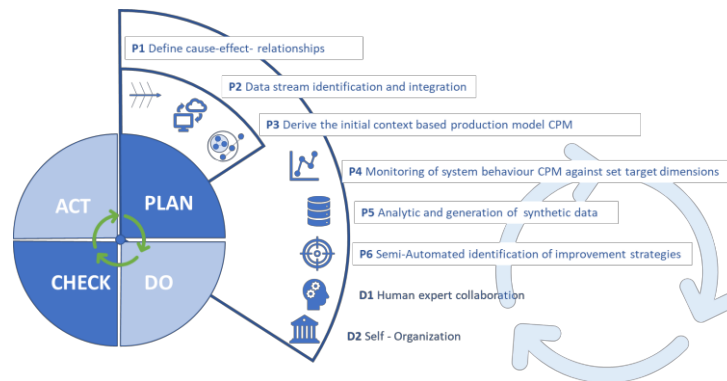 P1 Define cause-effect- relationships
P2 Data stream identification and integration
P3 Derive the initial context based production model CPM
P4 Monitoring of system behaviour CPM against set target dimensions
P5 Analytic and generation of synthetic data
P6 Semi-Automated identification of improvement strategies
D1 Human expert collaboration
D2 Self - Organization
ACT
PLAN
CHECK
DO